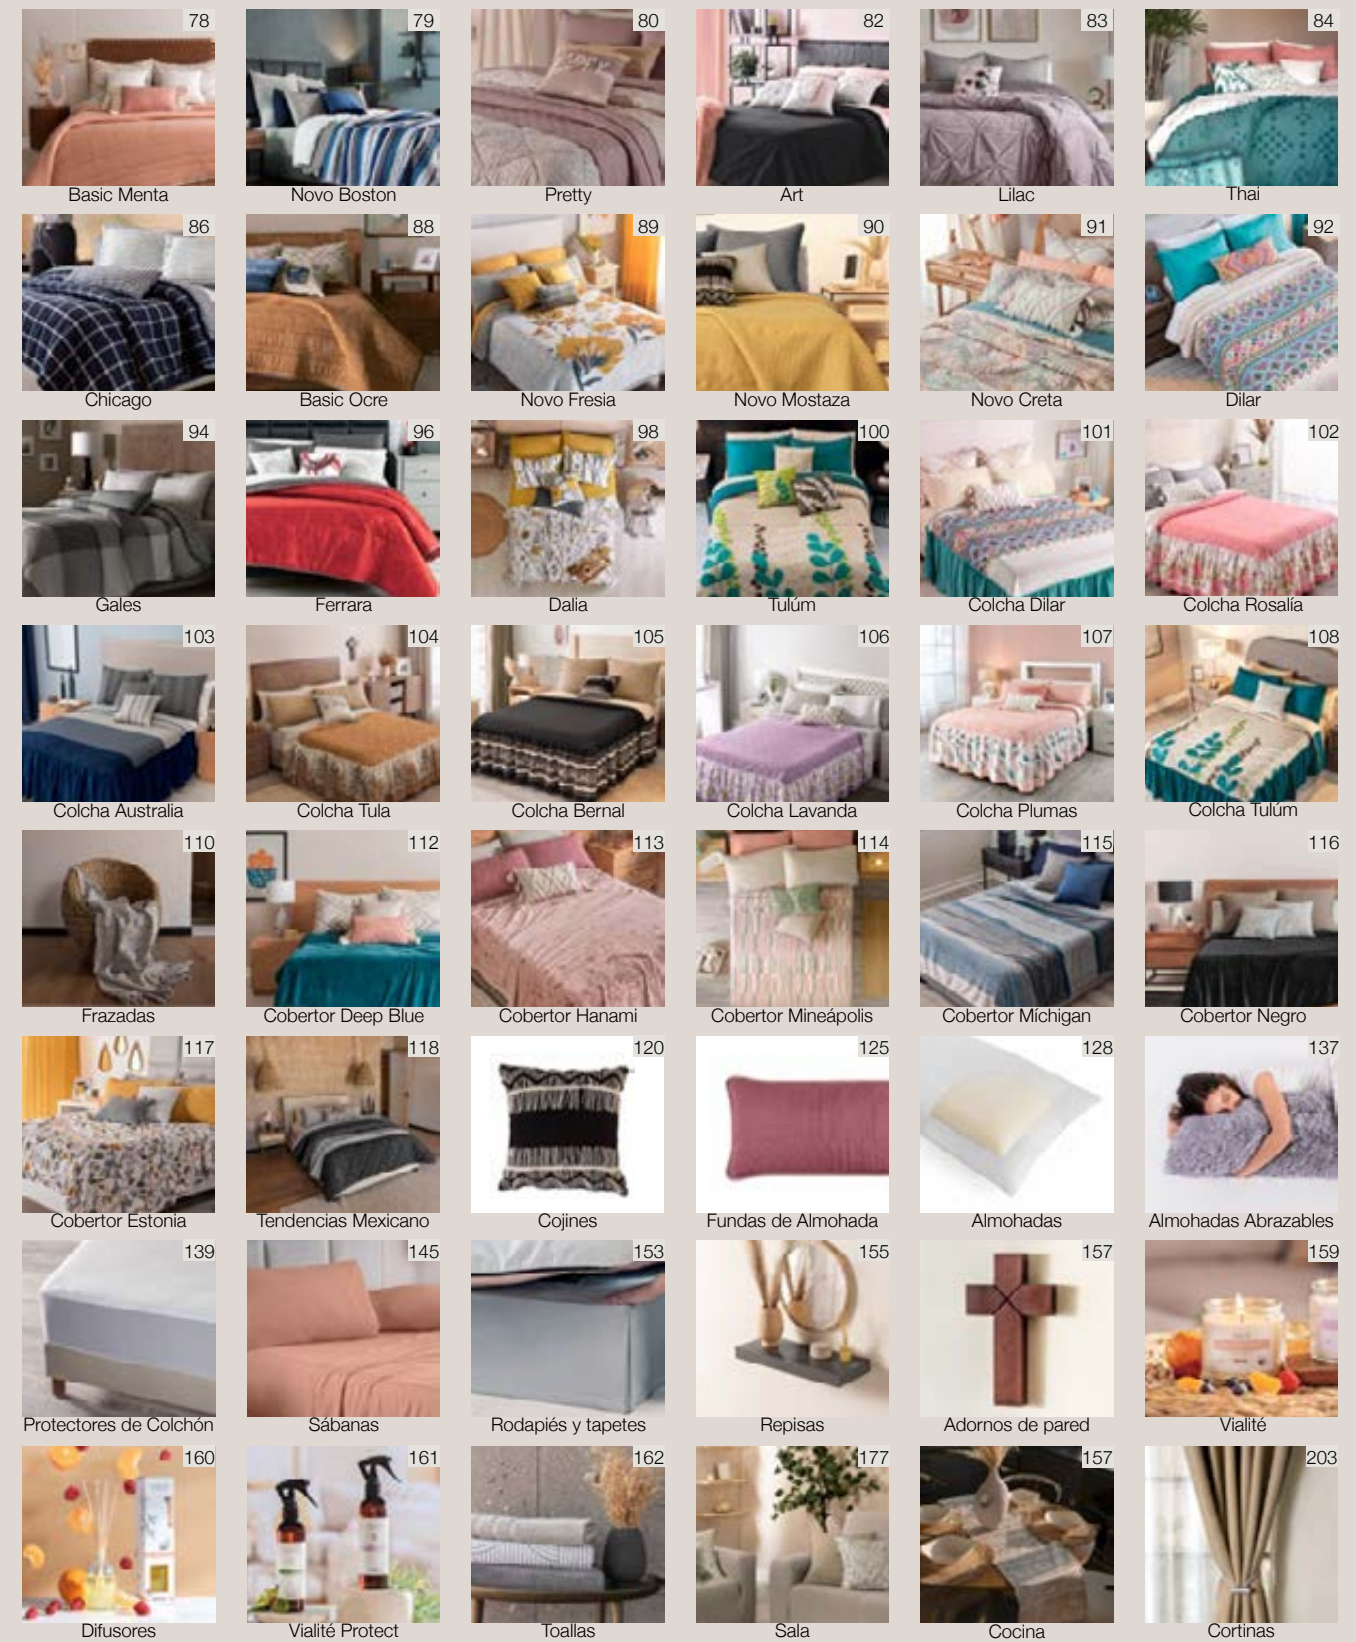 78 79 80 82 83 84
Basic Menta Novo Boston Pretty Art Lilac Thai
86 88 89 90 91 92
Chicago Basic Ocre Novo Fresia Novo Mostaza Novo Creta Dilar
94 96 98 100 101 102
Gales Ferrara Dalia Tulúm Colcha Dilar Colcha Rosalía
103 104 105 106 107 108
Colcha Australia Colcha Tula Colcha Bernal Colcha Lavanda Colcha Plumas Colcha Tulúm
110 112 113 114 115 116
Frazadas Cobertor Deep Blue Cobertor Hanami Cobertor Mineápolis Cobertor Míchigan Cobertor Negro
117 118 120 125 128 137
Cobertor Estonia Tendencias Mexicano Cojines Fundas de Almohada Almohadas Almohadas Abrazables
139 145 153 155 157 159
Protectores de Colchón Sábanas Rodapiés y tapetes Repisas Adornos de pared Vialité
160 161 162 177 157 203
Difusores Vialité Protect Toallas Sala Cocina Cortinas